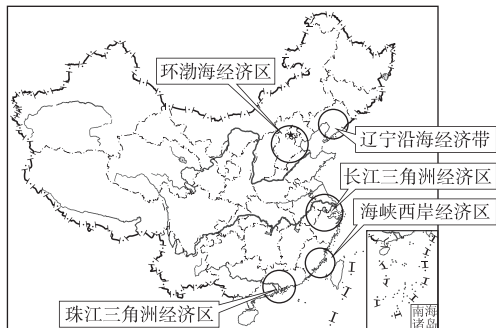 环渤海经济区
辽宁沿海经济带
长江三角洲经济区
海峡西岸经济区
珠江三角洲经济区
南海
诸岛